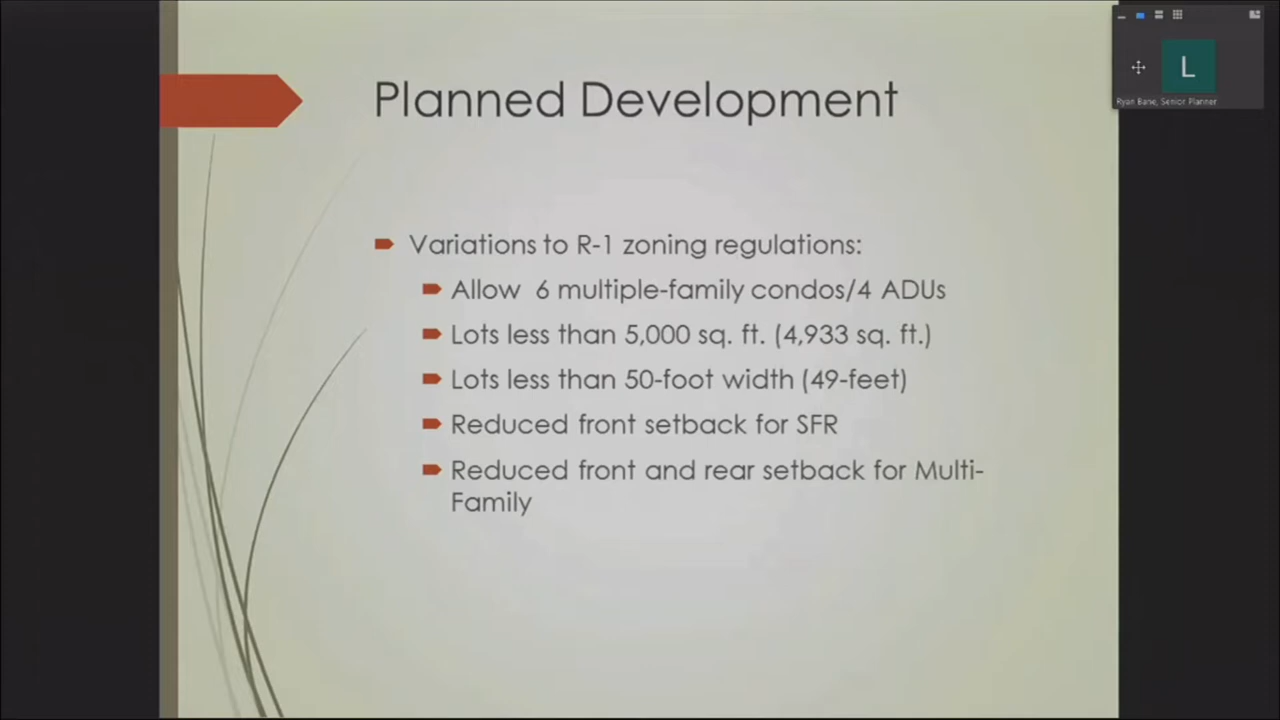 Planned Development
L
Ryan Bane, Senior Planner
Variations to R-1 zoning regulations:
Allow 6 multiple-family condos/4 ADUs
Lots less than 5,000 sq. ft. (4,933 sq. ft.)
Lots less than 50-foot width (49-feet)
Reduced front setback for SFR
Reduced front and rear setback for Multi-
Family